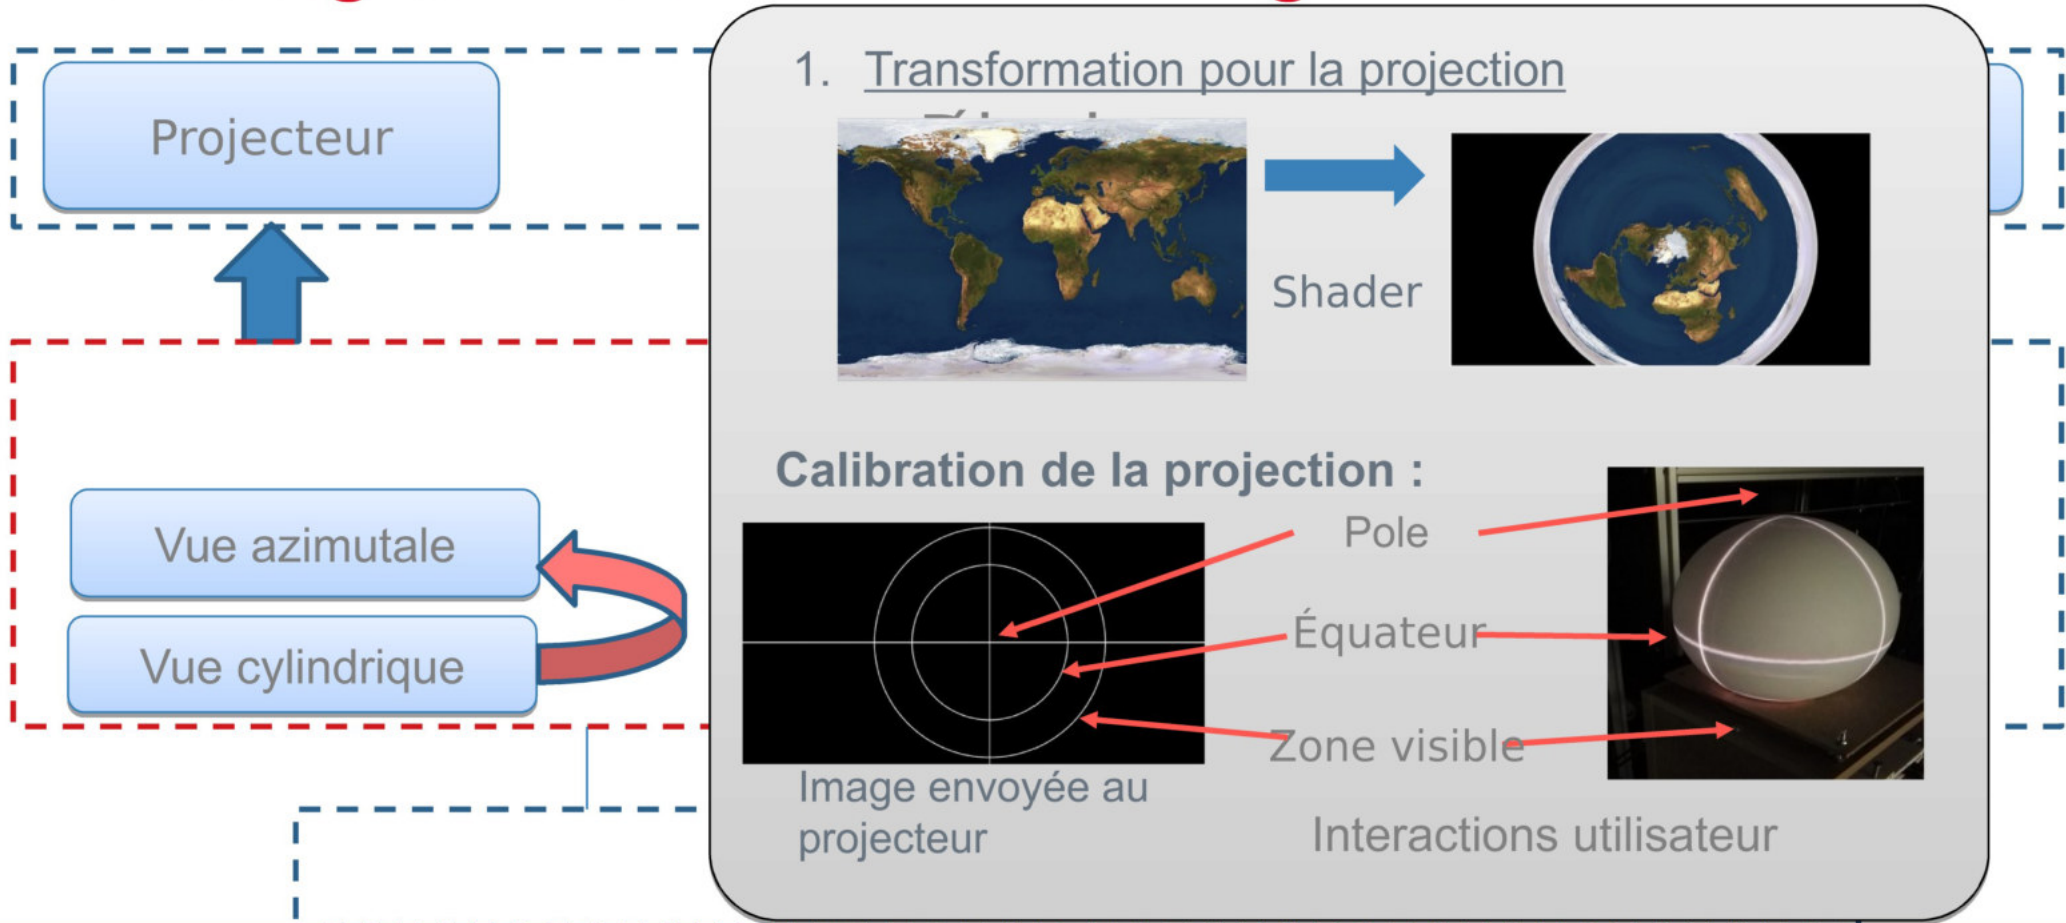 1. Transformation pour la projection
Projecteur
Shader
Calibration de la projection :
Pole
Vue azimutale
Équateur
Vue cylindrique
Zone visible
Image envoyée au
projecteur
Interactions utilisateur